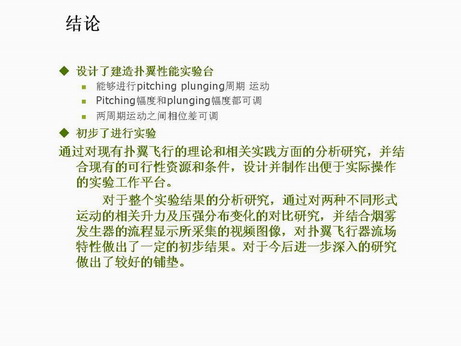 结论
设计了建造扑翼性能实验台
能够进行pitching plunging周期 运动
Pitching幅度和plunging幅度都可调
两周期运动之间相位差可调
初步了进行实验
通过对现有扑翼飞行的理论和相关实践方面的分析研究，并结
合现有的可行性资源和条件，设计并制作出便于实际操作
的实验工作平台。
对于整个实验结果的分析研究，通过对两种不同形式
运动的相关升力及压强分布变化的对比研究，并结合烟雾
发生器的流程显示所采集的视频图像，对扑翼飞行器流场
特性做出了一定的初步结果。对于今后进一步深入的研究
做出了较好的铺垫。